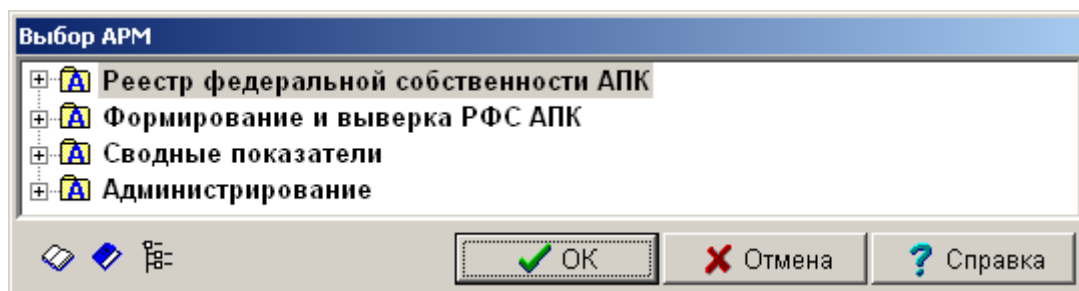 Выбор АРМ
Реестр федеральной собственности АПК
Формирование и выверка РФС АПК
Сводные показатели
Администрирование
OK Отмена Справка